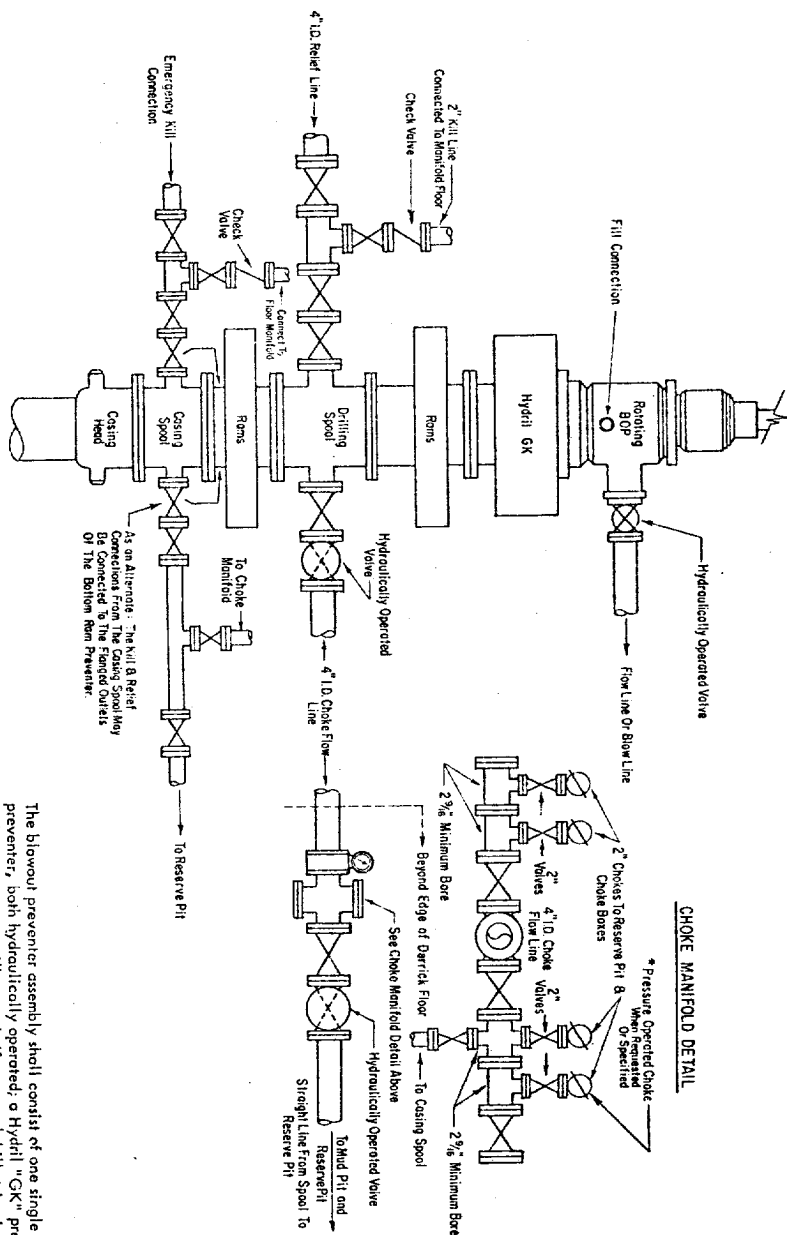 CHOKE MANIFOLD DETAIL
4" I.D. Relief Line
2" Kill Line
Connected To Manifold Floor
Check Valve
Emergency Kill
Connection
Check
Valve
Connect To
Floor Manifold
Fill Connection
Rotating
BOP
Hydraulically Operated Valve
Flow Line Or Blow Line
Hydril GK
Rams
Drilling
Spool
Hydraulically Operated
Valve
4" I.D. Choke Flow
Line
Rams
Casing
Spool
Casing
Head
To Choke
Manifold
As an Alternate: The Kill & Relief
Connections From The Casing Spool May
Be Connected To The Flanged Outlets
Of The Bottom Ram Preventer.
To Reserve Pit
* Pressure Operated Choke
When Requested
Or Specified
2" Chokes To Reserve Pit &
Choke Boxes
2"
Valves
2 9/16" Minimum Bore
4" I.D. Choke
Flow Line
2"
Valves
2 9/16" Minimum Bore
To Casing Spool
Beyond Edge of Derrick Floor
See Choke Manifold Detail Above
Hydraulically Operated Valve
To Mud Pit and
Reserve Pit
Straight Line From Spool To
Reserve Pit
The blowout preventer assembly shall consist of one single
preventer, both hydraulically operated; a Hydril "GK"